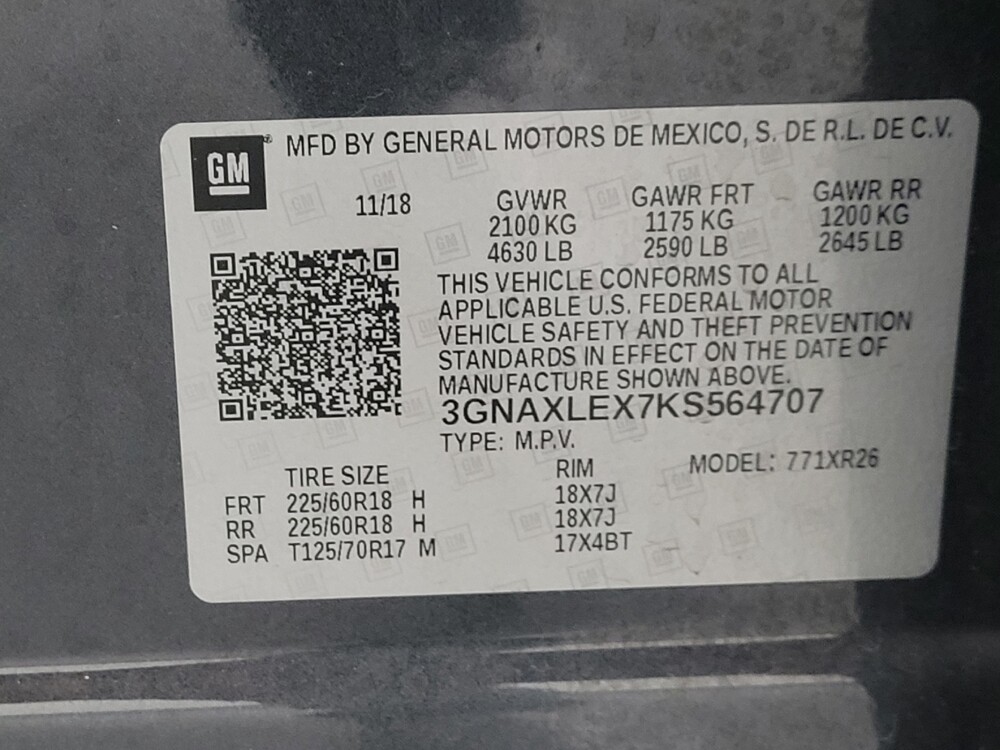 GM
MFD BY GENERAL MOTORS DE MEXICO, S. DE R.L. DE C.V.
11/18 GVWR GAWR FRT GAWR RR
2100 KG 1175 KG 1200 KG
4630 LB 2590 LB 2645 LB
THIS VEHICLE CONFORMS TO ALL
APPLICABLE U.S. FEDERAL MOTOR
VEHICLE SAFETY AND THEFT PREVENTION
STANDARDS IN EFFECT ON THE DATE OF
MANUFACTURE SHOWN ABOVE.
3GNAXLEX7KS564707
TYPE: M.P.V.
TIRE SIZE RIM MODEL: 771XR26
FRT 225/60R18 H 18X7J
RR 225/60R18 H 18X7J
SPA T125/70R17 M 17X4BT